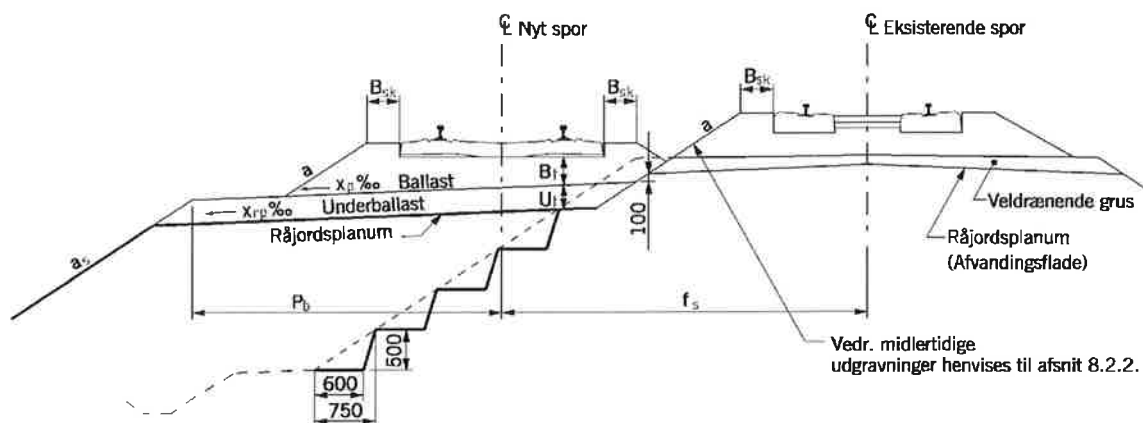 ℄ Nyt spor
℄ Eksisterende spor
Bsk
Bsk
Bsk
a
a
xp‰ Ballast
Bt
xrp‰ Underballast
Ut
100
Råjordsplanum
Veldrænende grus
Råjordsplanum
(Afvandingsflade)
as
Pb
fs
Vedr. midlertidige
udgravninger henvises til afsnit 8.2.2.
500
600
750